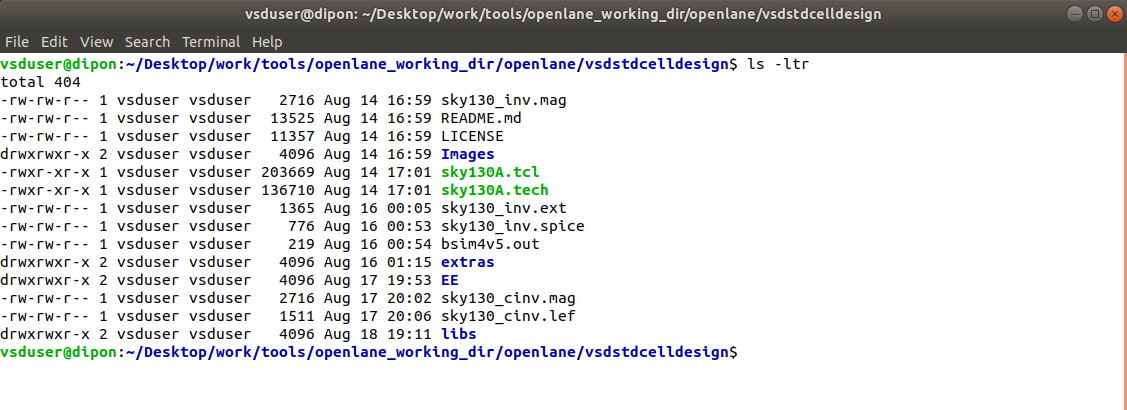 vsduser@dipon: ~/Desktop/work/tools/openlane_working_dir/openlane/vsdstdcelldesign
File Edit View Search Terminal Help
vsduser@dipon:~/Desktop/work/tools/openlane_working_dir/openlane/vsdstdcelldesign$ ls -ltr
total 404
-rw-rw-r-- 1 vsduser vsduser   2716 Aug 14 16:59 sky130_inv.mag
-rw-rw-r-- 1 vsduser vsduser  13525 Aug 14 16:59 README.md
-rw-rw-r-- 1 vsduser vsduser  11357 Aug 14 16:59 LICENSE
drwxrwxr-x 2 vsduser vsduser   4096 Aug 14 16:59 Images
-rwxr-xr-x 1 vsduser vsduser 203669 Aug 14 17:01 sky130A.tcl
-rwxr-xr-x 1 vsduser vsduser 136710 Aug 14 17:01 sky130A.tech
-rw-rw-r-- 1 vsduser vsduser   1365 Aug 16 00:05 sky130_inv.ext
-rw-rw-r-- 1 vsduser vsduser    776 Aug 16 00:53 sky130_inv.spice
-rw-rw-r-- 1 vsduser vsduser    219 Aug 16 00:54 bsim4v5.out
drwxrwxr-x 2 vsduser vsduser   4096 Aug 16 01:15 extras
drwxrwxr-x 2 vsduser vsduser   4096 Aug 17 19:53 EE
-rw-rw-r-- 1 vsduser vsduser   2716 Aug 17 20:02 sky130_cinv.mag
-rw-rw-r-- 1 vsduser vsduser   1511 Aug 17 20:06 sky130_cinv.lef
drwxrwxr-x 2 vsduser vsduser   4096 Aug 18 19:11 libs
vsduser@dipon:~/Desktop/work/tools/openlane_working_dir/openlane/vsdstdcelldesign$